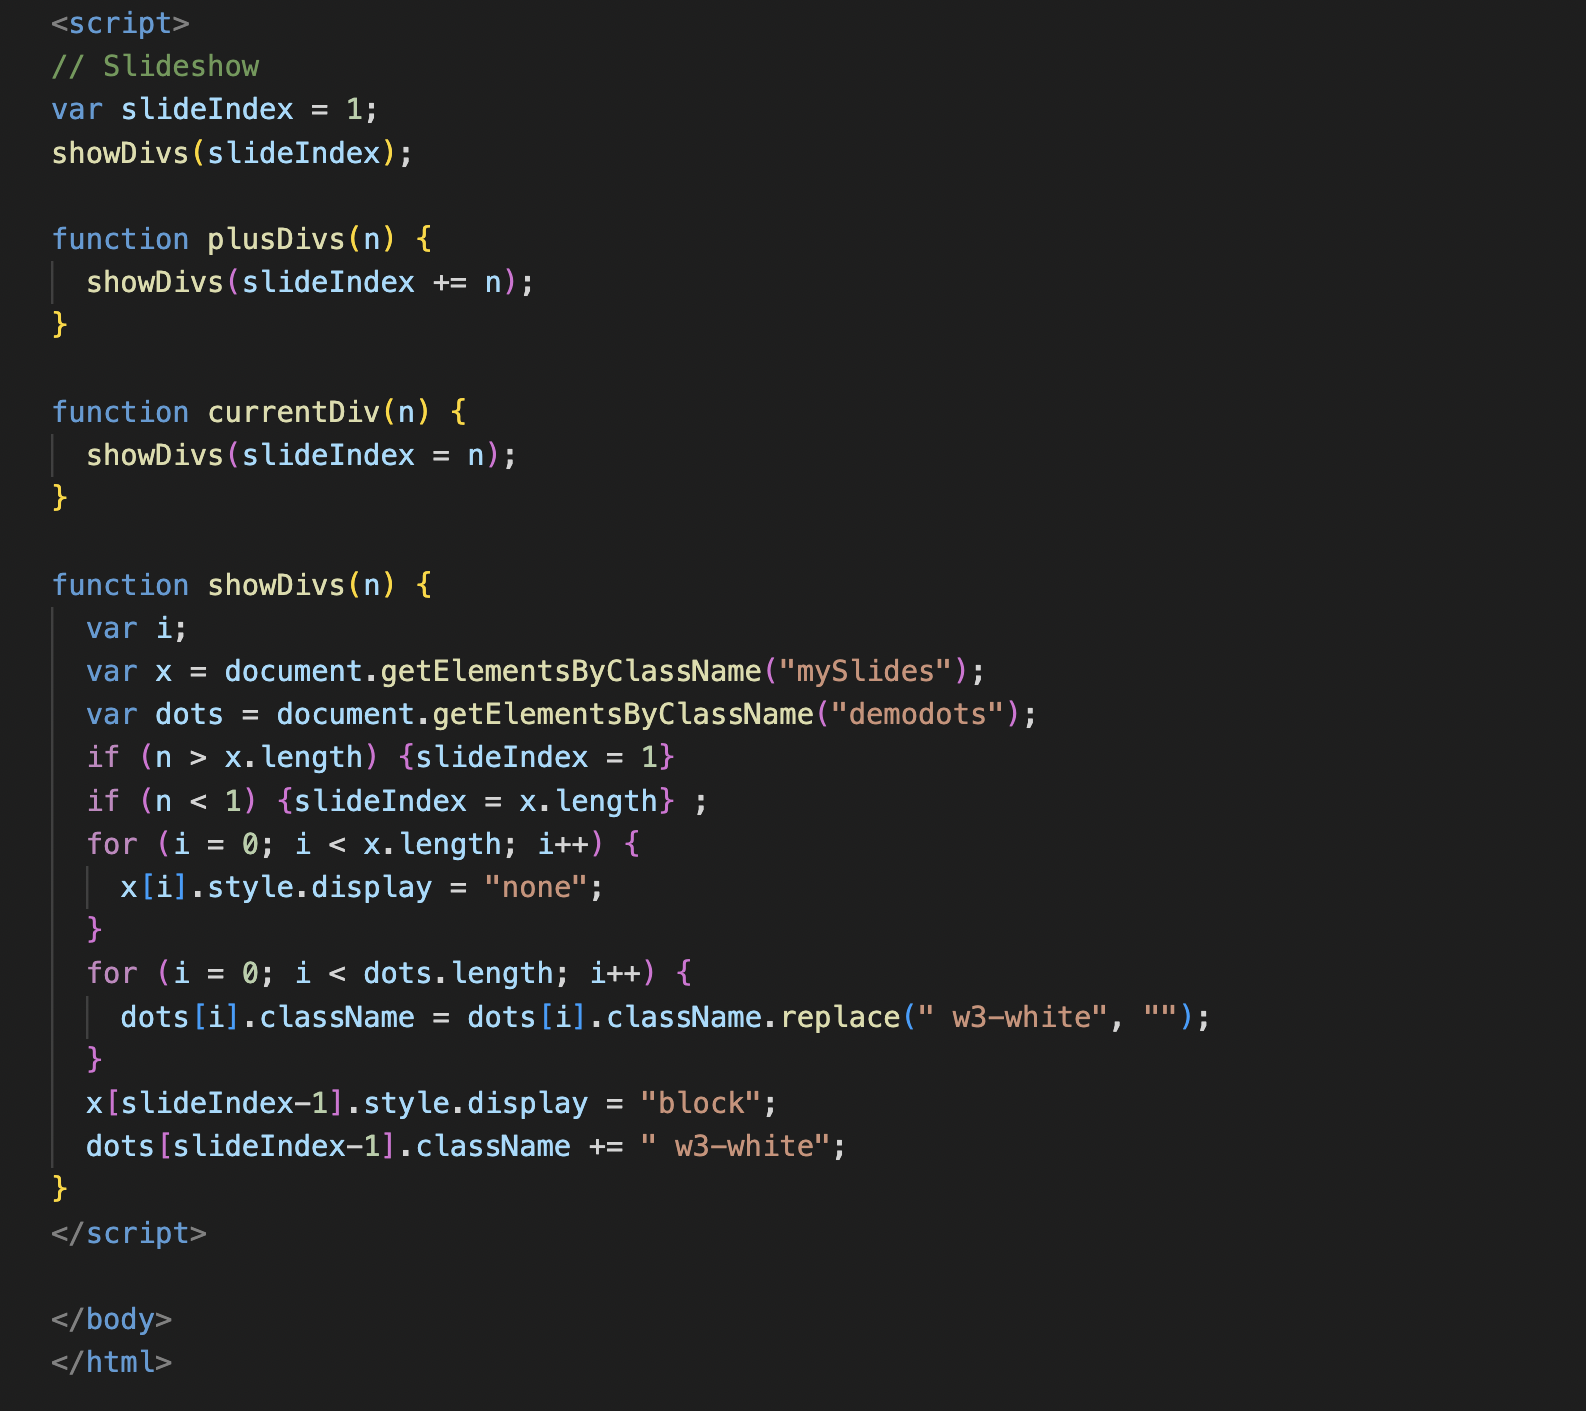 <script>
// Slideshow
var slideIndex = 1;
showDivs(slideIndex);

function plusDivs(n) {
  showDivs(slideIndex += n);
}

function currentDiv(n) {
  showDivs(slideIndex = n);
}

function showDivs(n) {
  var i;
  var x = document.getElementsByClassName("mySlides");
  var dots = document.getElementsByClassName("demodots");
  if (n > x.length) {slideIndex = 1}
  if (n < 1) {slideIndex = x.length} ;
  for (i = 0; i < x.length; i++) {
    x[i].style.display = "none";
  }
  for (i = 0; i < dots.length; i++) {
    dots[i].className = dots[i].className.replace(" w3-white", "");
  }
  x[slideIndex-1].style.display = "block";
  dots[slideIndex-1].className += " w3-white";
}
</script>

</body>
</html>